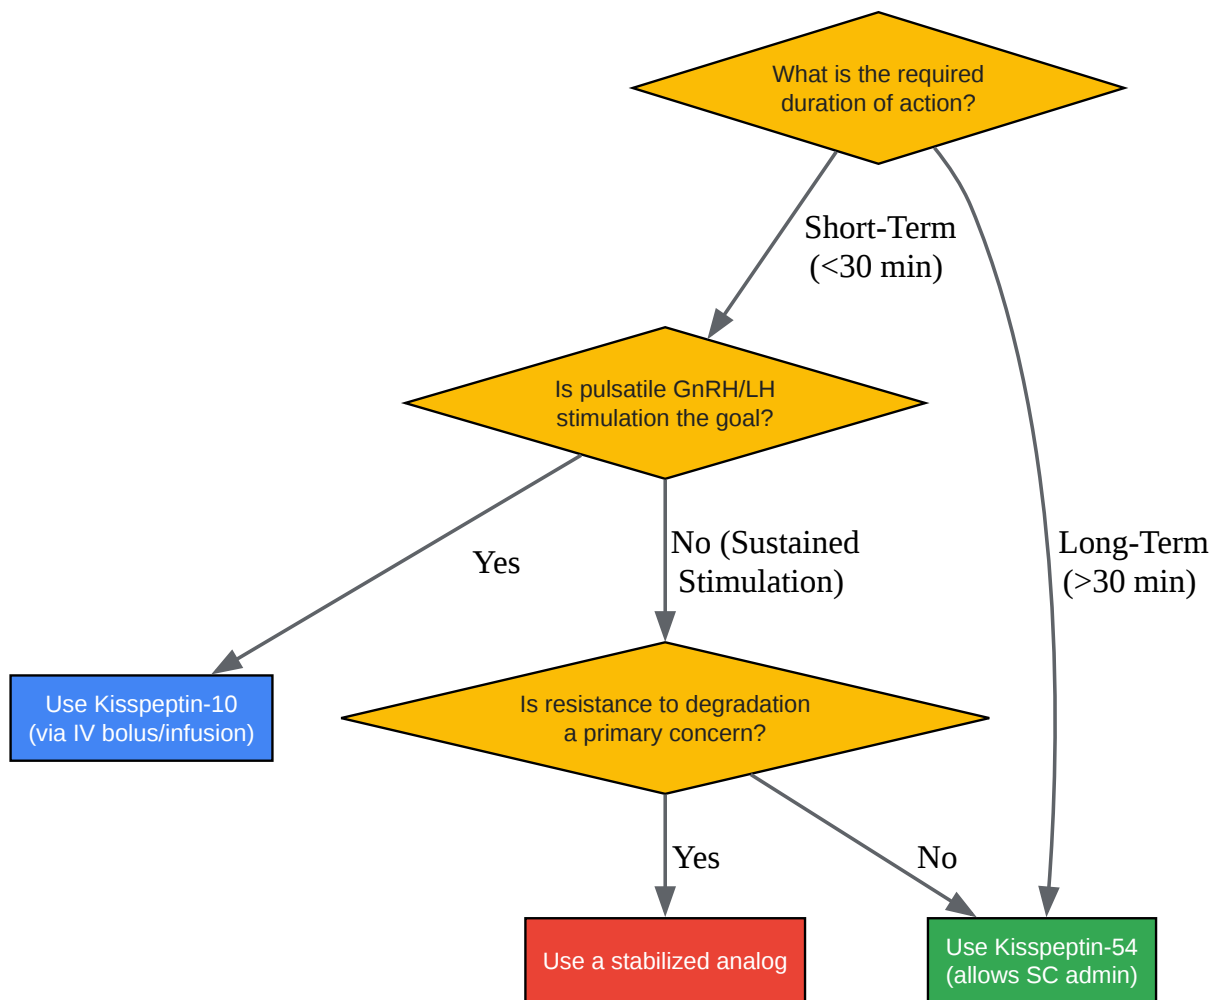 What is the required
duration of action?
Short-Term
(<30 min)
Is pulsatile GnRH/LH
stimulation the goal?
Yes
No (Sustained
Stimulation)
Long-Term
(>30 min)
Use Kisspeptin-10
(via IV bolus/infusion)
Is resistance to degradation
a primary concern?
Yes
No
Use a stabilized analog
Use Kisspeptin-54
(allows SC admin)